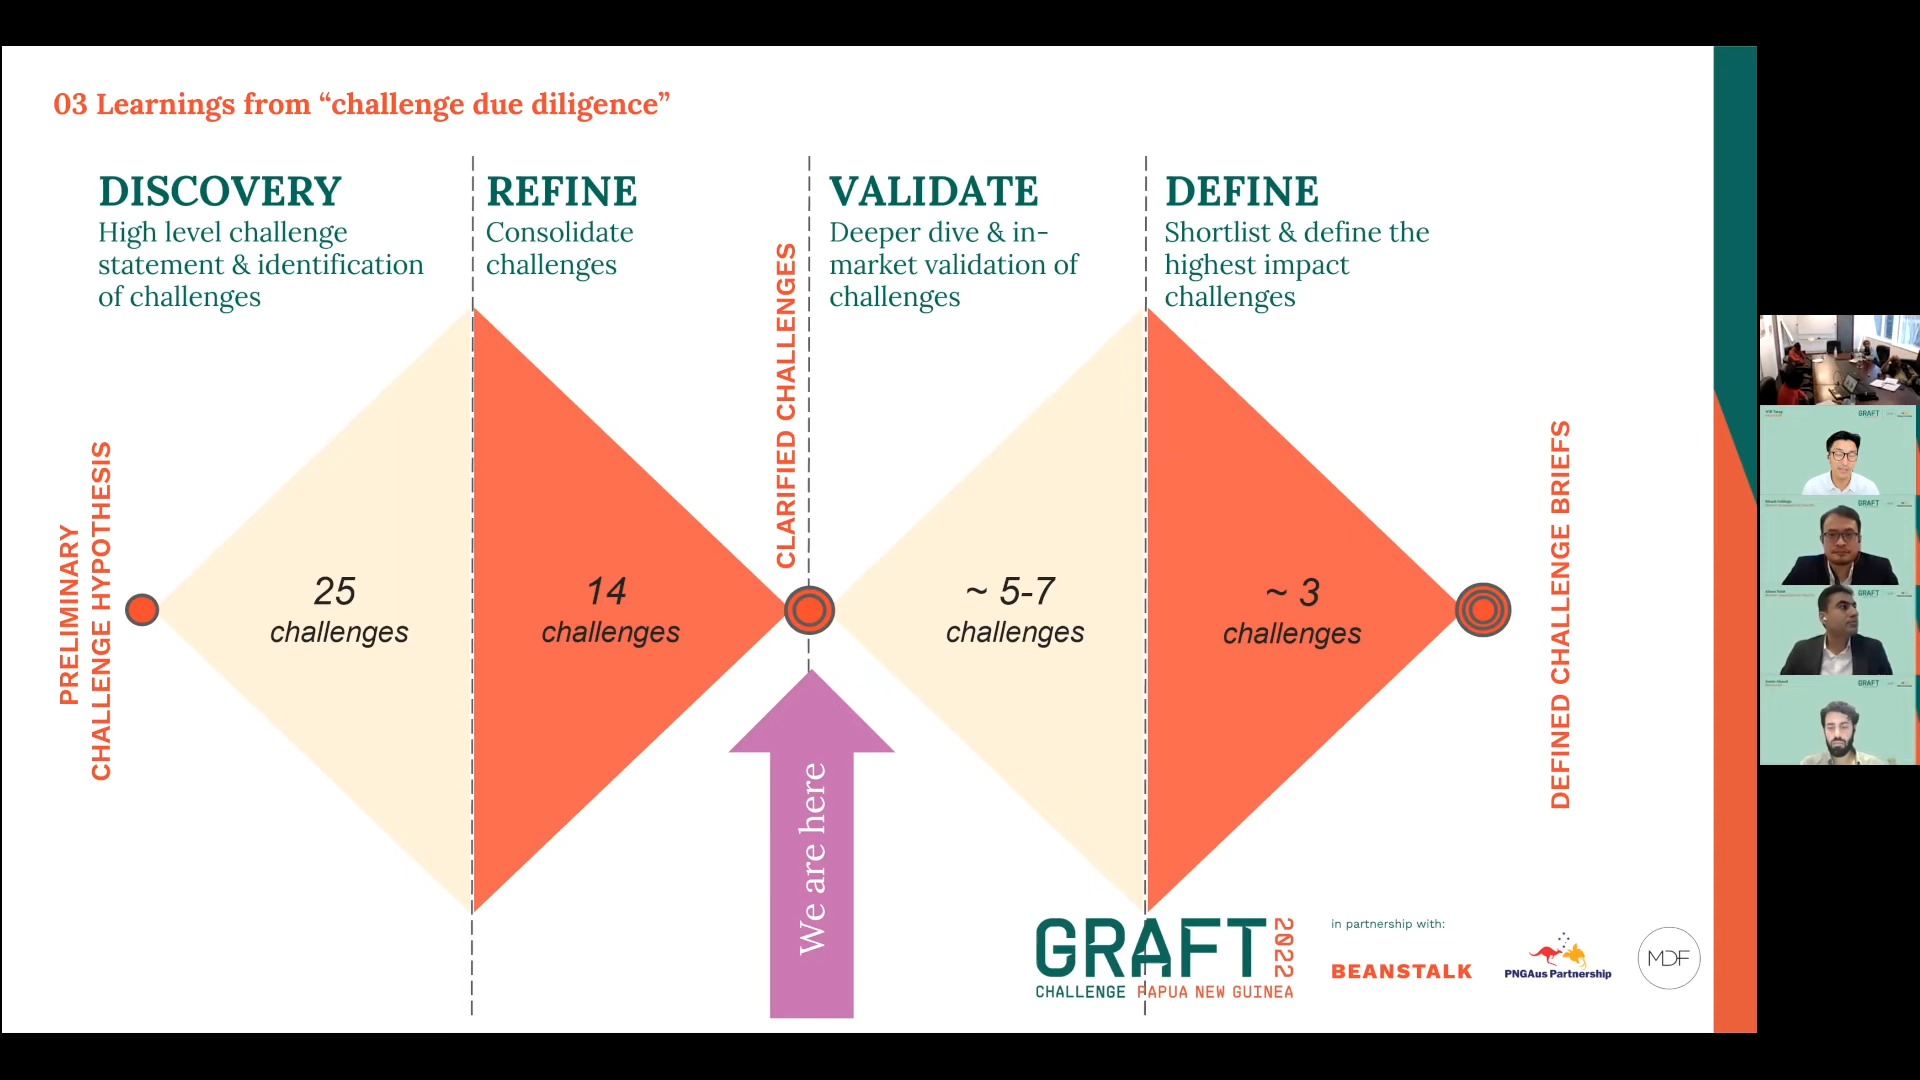 03 Learnings from “challenge due diligence”
DISCOVERY
High level challenge
statement & identification
of challenges
REFINE
Consolidate
challenges
VALIDATE
Deeper dive & in-
market validation of
challenges
DEFINE
Shortlist & define the
highest impact
challenges
PRELIMINARY
CHALLENGE HYPOTHESIS
25
challenges
14
challenges
CLARIFIED CHALLENGES
~ 5-7
challenges
~ 3
challenges
DEFINED CHALLENGE BRIEFS
We are here
GRAFT
2022
CHALLENGE PAPUA NEW GUINEA
in partnership with:
BEANSTALK
PNGAus Partnership
MDF
GRAFT
GRAFT
GRAFT
GRAFT